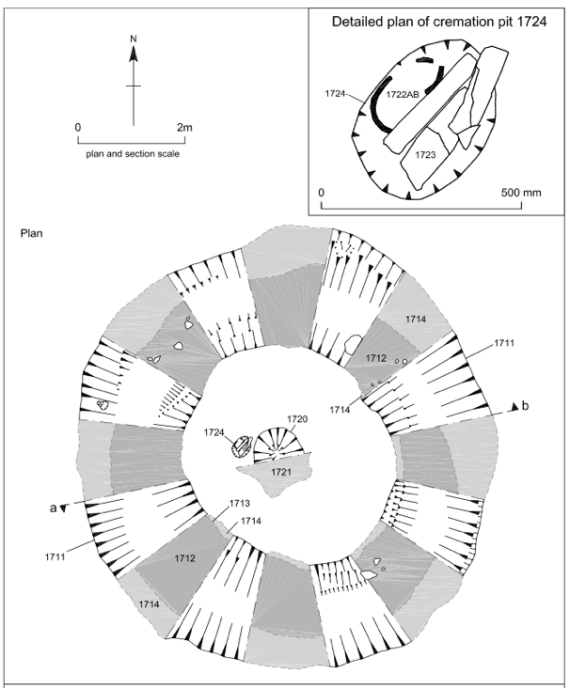 Detailed plan of cremation pit 1724
N
1724
1722AB
1723
0 2m
plan and section scale
0 500 mm
Plan
1714
1711
1712
1714
b
1720
1724
1721
a
1713
1714
1711
1712
1714